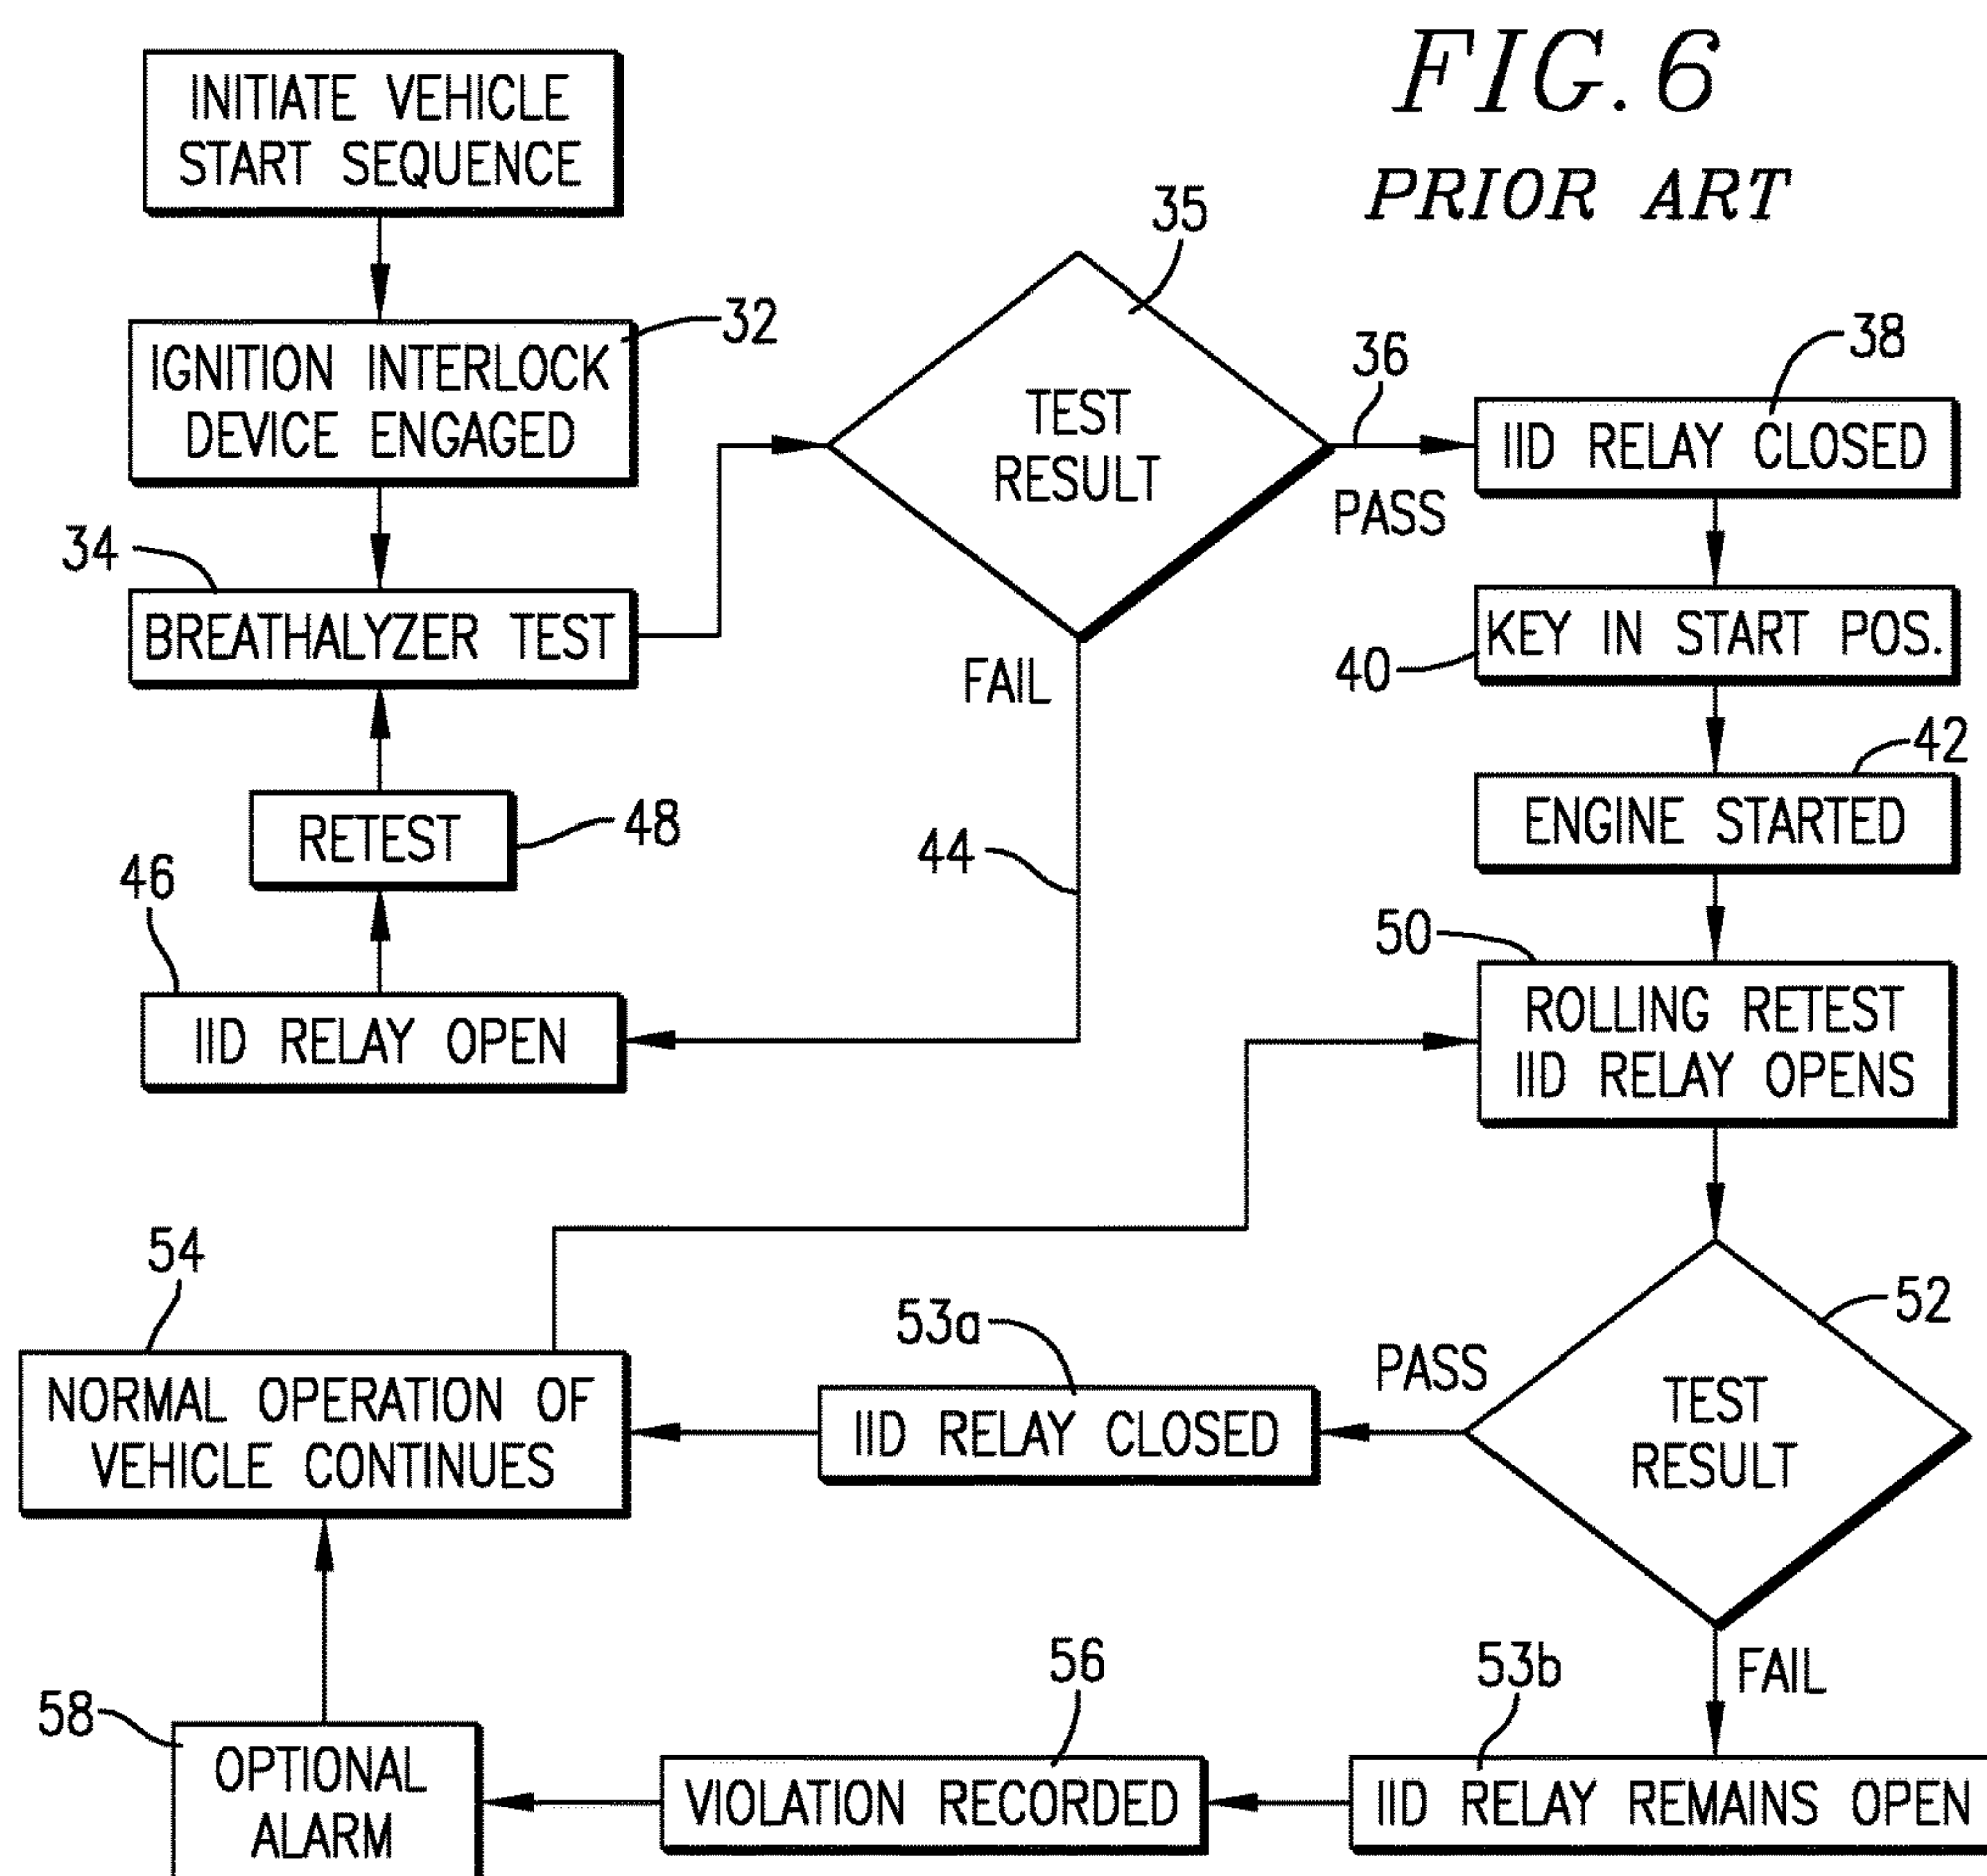 FIG. 6
PRIOR ART
INITIATE VEHICLE
START SEQUENCE
32
IGNITION INTERLOCK
DEVICE ENGAGED
34
BREATHALYZER TEST
35
TEST
RESULT
36
PASS
38
IID RELAY CLOSED
40
KEY IN START POS.
42
ENGINE STARTED
FAIL
44
46
IID RELAY OPEN
48
RETEST
50
ROLLING RETEST
IID RELAY OPENS
52
TEST
RESULT
PASS
53a
IID RELAY CLOSED
54
NORMAL OPERATION OF
VEHICLE CONTINUES
FAIL
53b
IID RELAY REMAINS OPEN
56
VIOLATION RECORDED
58
OPTIONAL
ALARM